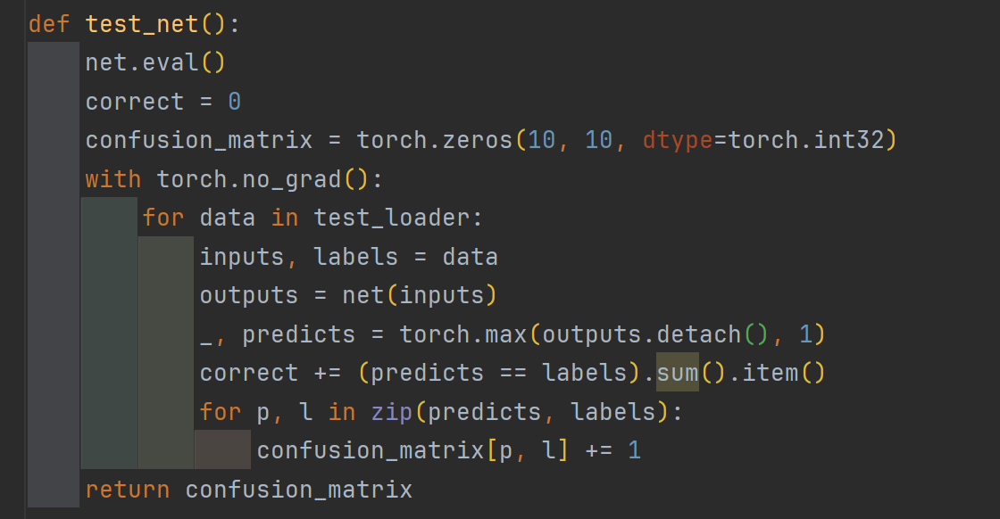 def test_net():
    net.eval()
    correct = 0
    confusion_matrix = torch.zeros(10, 10, dtype=torch.int32)
    with torch.no_grad():
        for data in test_loader:
            inputs, labels = data
            outputs = net(inputs)
            _, predicts = torch.max(outputs.detach(), 1)
            correct += (predicts == labels).sum().item()
            for p, l in zip(predicts, labels):
                confusion_matrix[p, l] += 1
    return confusion_matrix